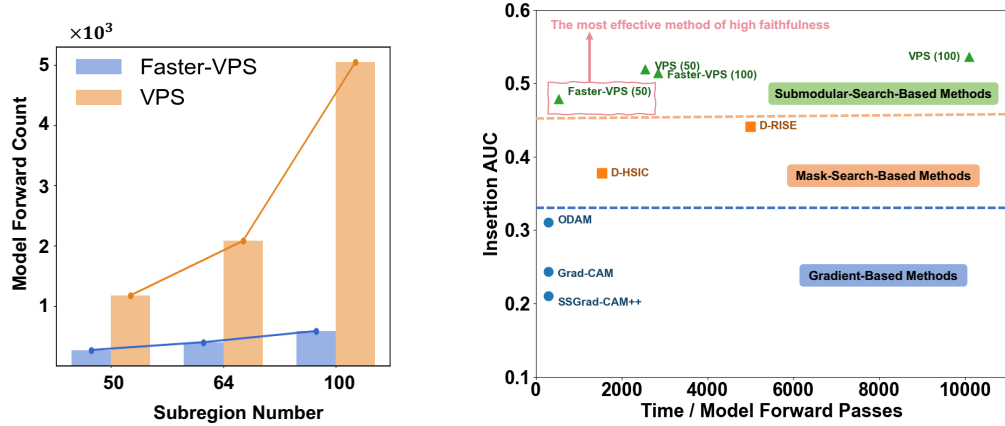 ×10³
5
4
3
2
1
Model Forward Count
Faster-VPS
VPS
50
64
100
Subregion Number
0.6
0.5
0.4
0.3
0.2
0.1
Insertion AUC
The most effective method of high faithfulness
VPS (50)
Faster-VPS (100)
VPS (100)
Faster-VPS (50)
Submodular-Search-Based Methods
D-RISE
D-HSIC
Mask-Search-Based Methods
ODAM
Grad-CAM
SSGrad-CAM++
Gradient-Based Methods
0
2000
4000
6000
8000
10000
Time / Model Forward Passes